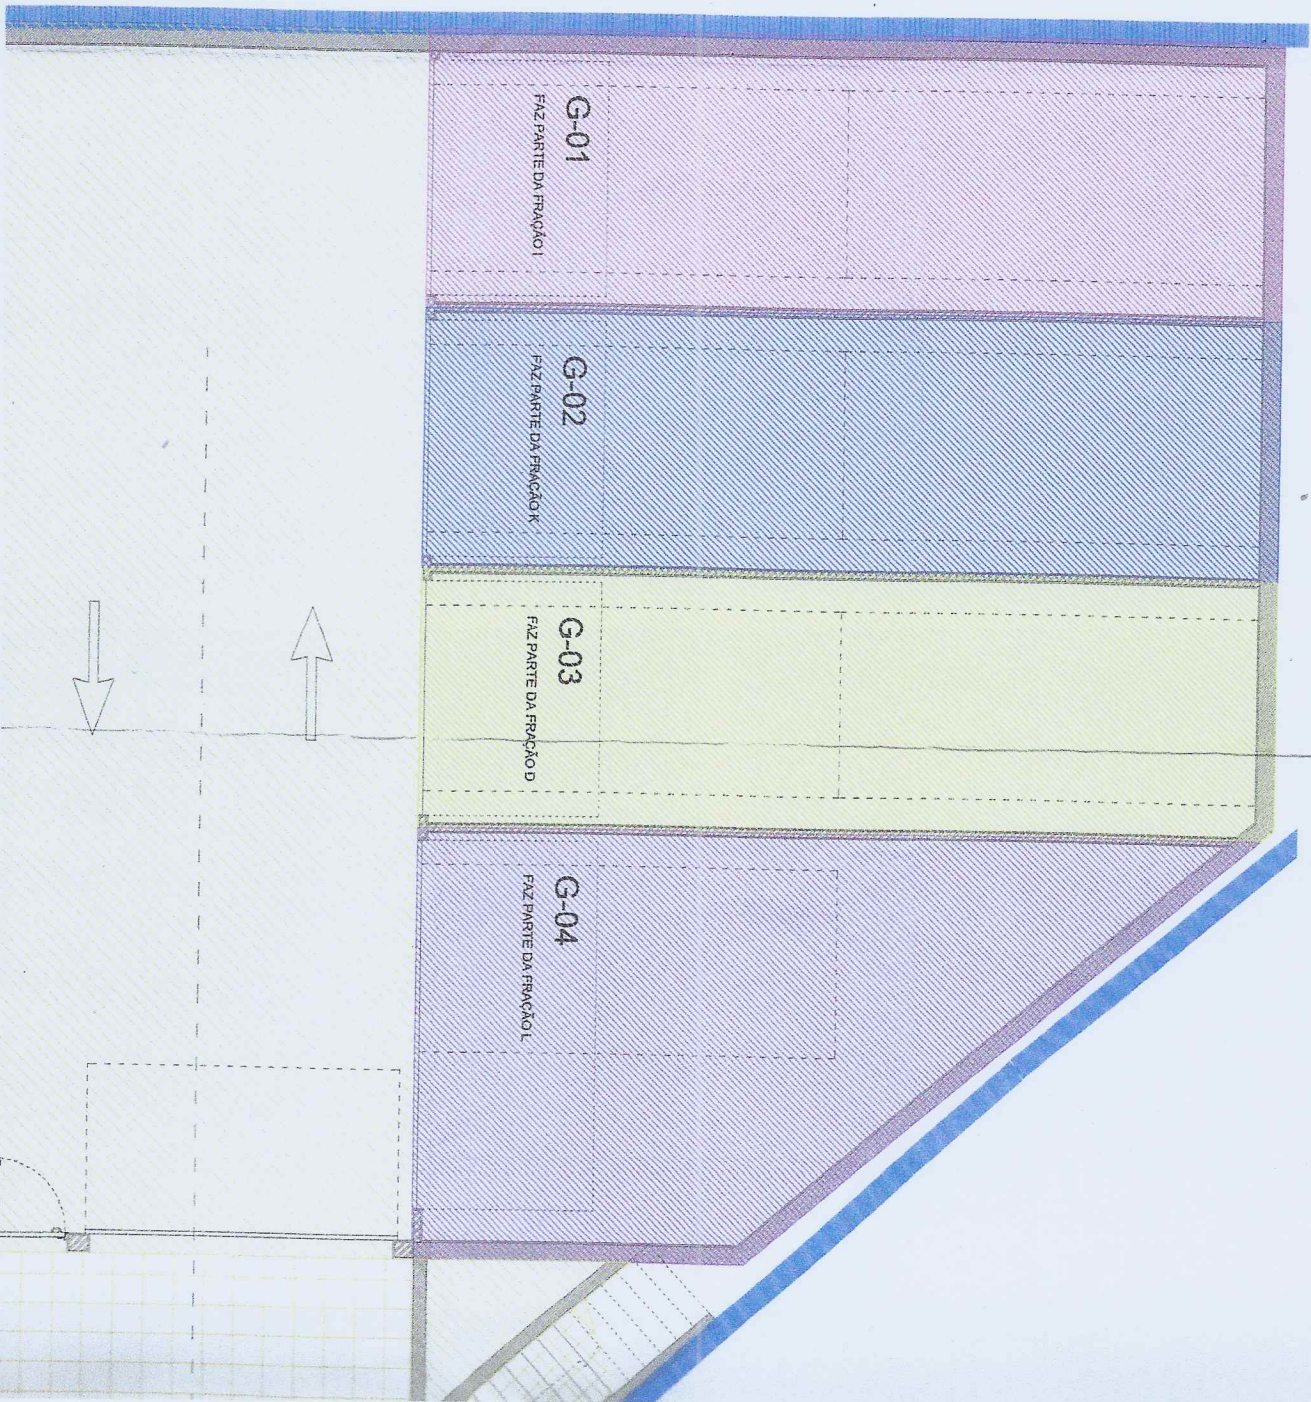 G-01
FAZ PARTE DA FRAÇÃO I
G-02
FAZ PARTE DA FRAÇÃO K
G-03
FAZ PARTE DA FRAÇÃO D
G-04
FAZ PARTE DA FRAÇÃO L